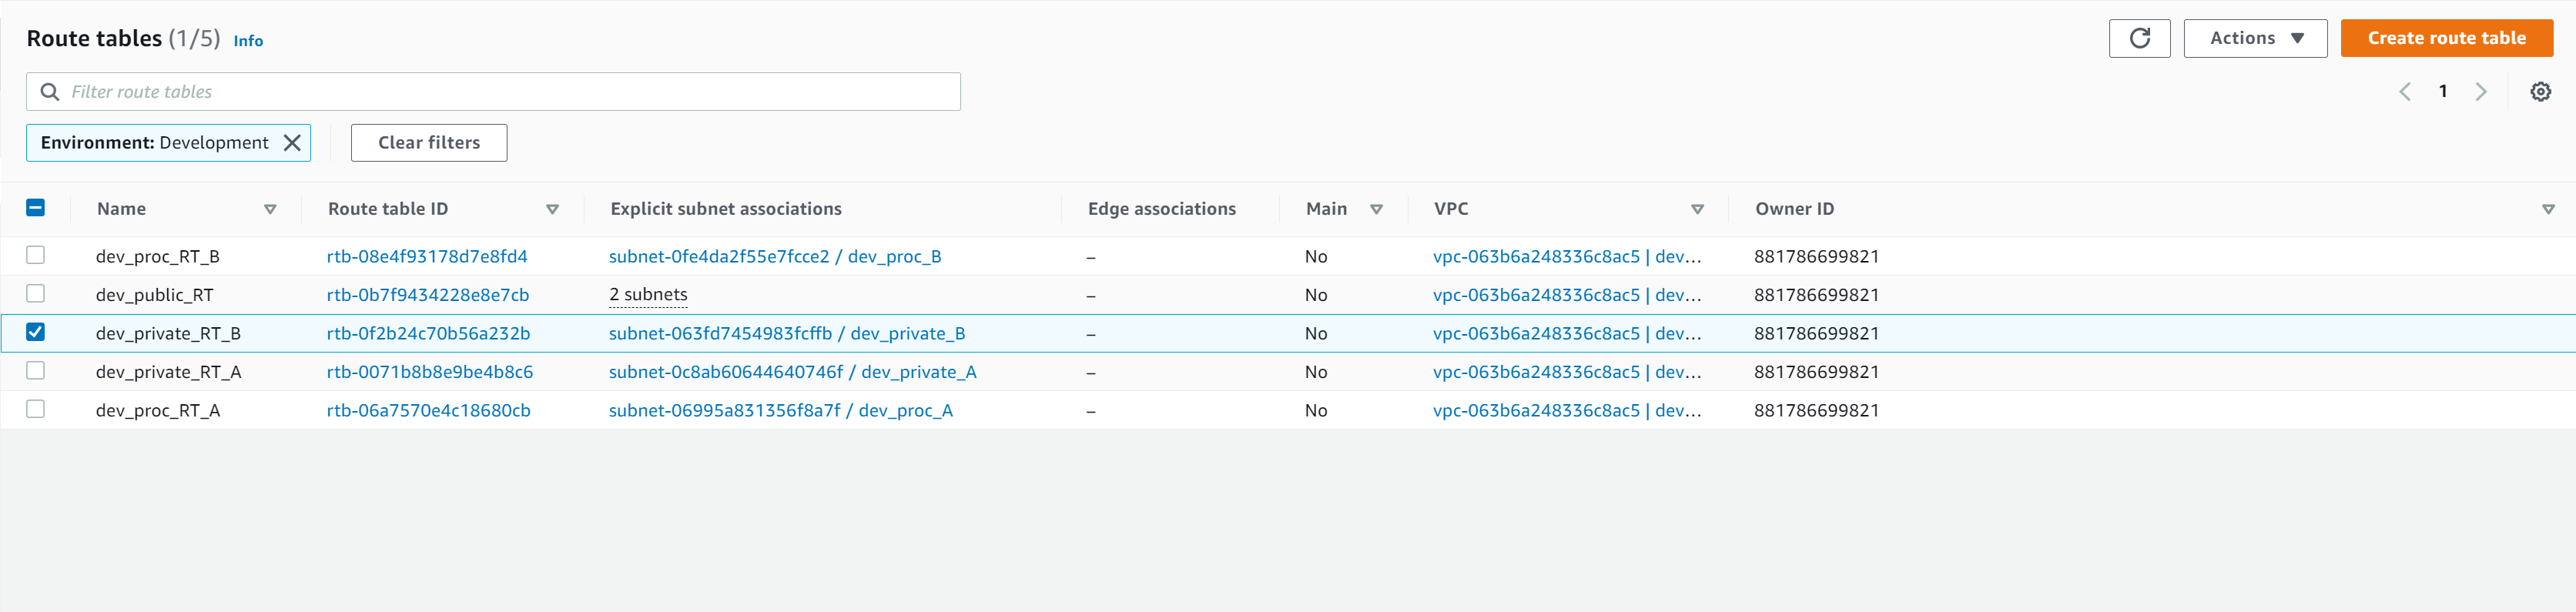 Route tables (1/5) Info
Actions
Create route table
Filter route tables
1
Environment: Development
Clear filters
Name Route table ID Explicit subnet associations Edge associations Main VPC Owner ID
dev_proc_RT_B rtb-08e4f93178d7e8fd4 subnet-0fe4da2f55e7fcce2 / dev_proc_B – No vpc-063b6a248336c8ac5 | dev... 881786699821
dev_public_RT rtb-0b7f9434228e8e7cb 2 subnets – No vpc-063b6a248336c8ac5 | dev... 881786699821
dev_private_RT_B rtb-0f2b24c70b56a232b subnet-063fd7454983fcffb / dev_private_B – No vpc-063b6a248336c8ac5 | dev... 881786699821
dev_private_RT_A rtb-0071b8b8e9be4b8c6 subnet-0c8ab60644640746f / dev_private_A – No vpc-063b6a248336c8ac5 | dev... 881786699821
dev_proc_RT_A rtb-06a7570e4c18680cb subnet-06995a831356f8a7f / dev_proc_A – No vpc-063b6a248336c8ac5 | dev... 881786699821